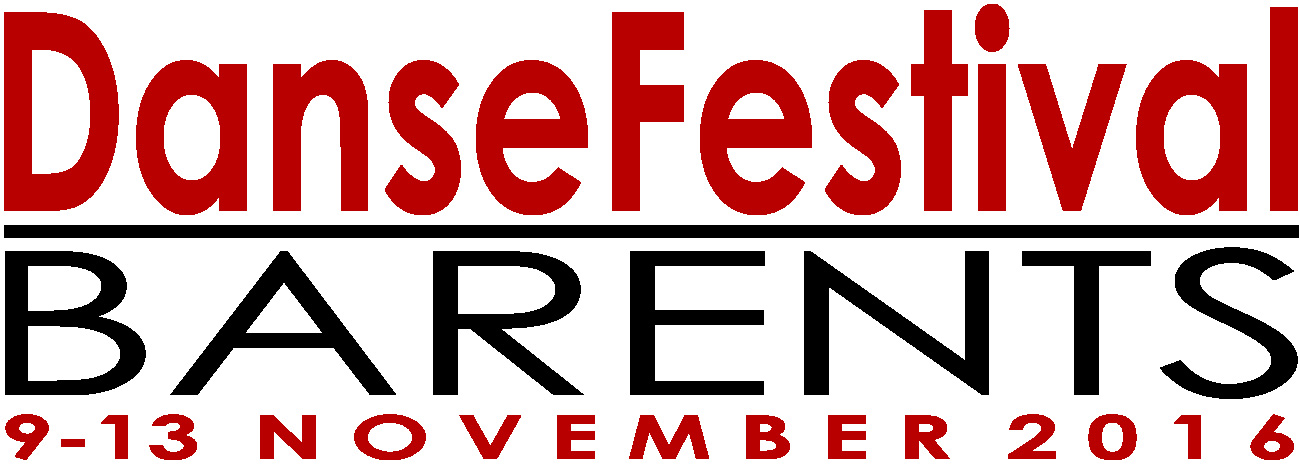 DanseFestival
BARENTS
9-13 NOVEMBER 2016